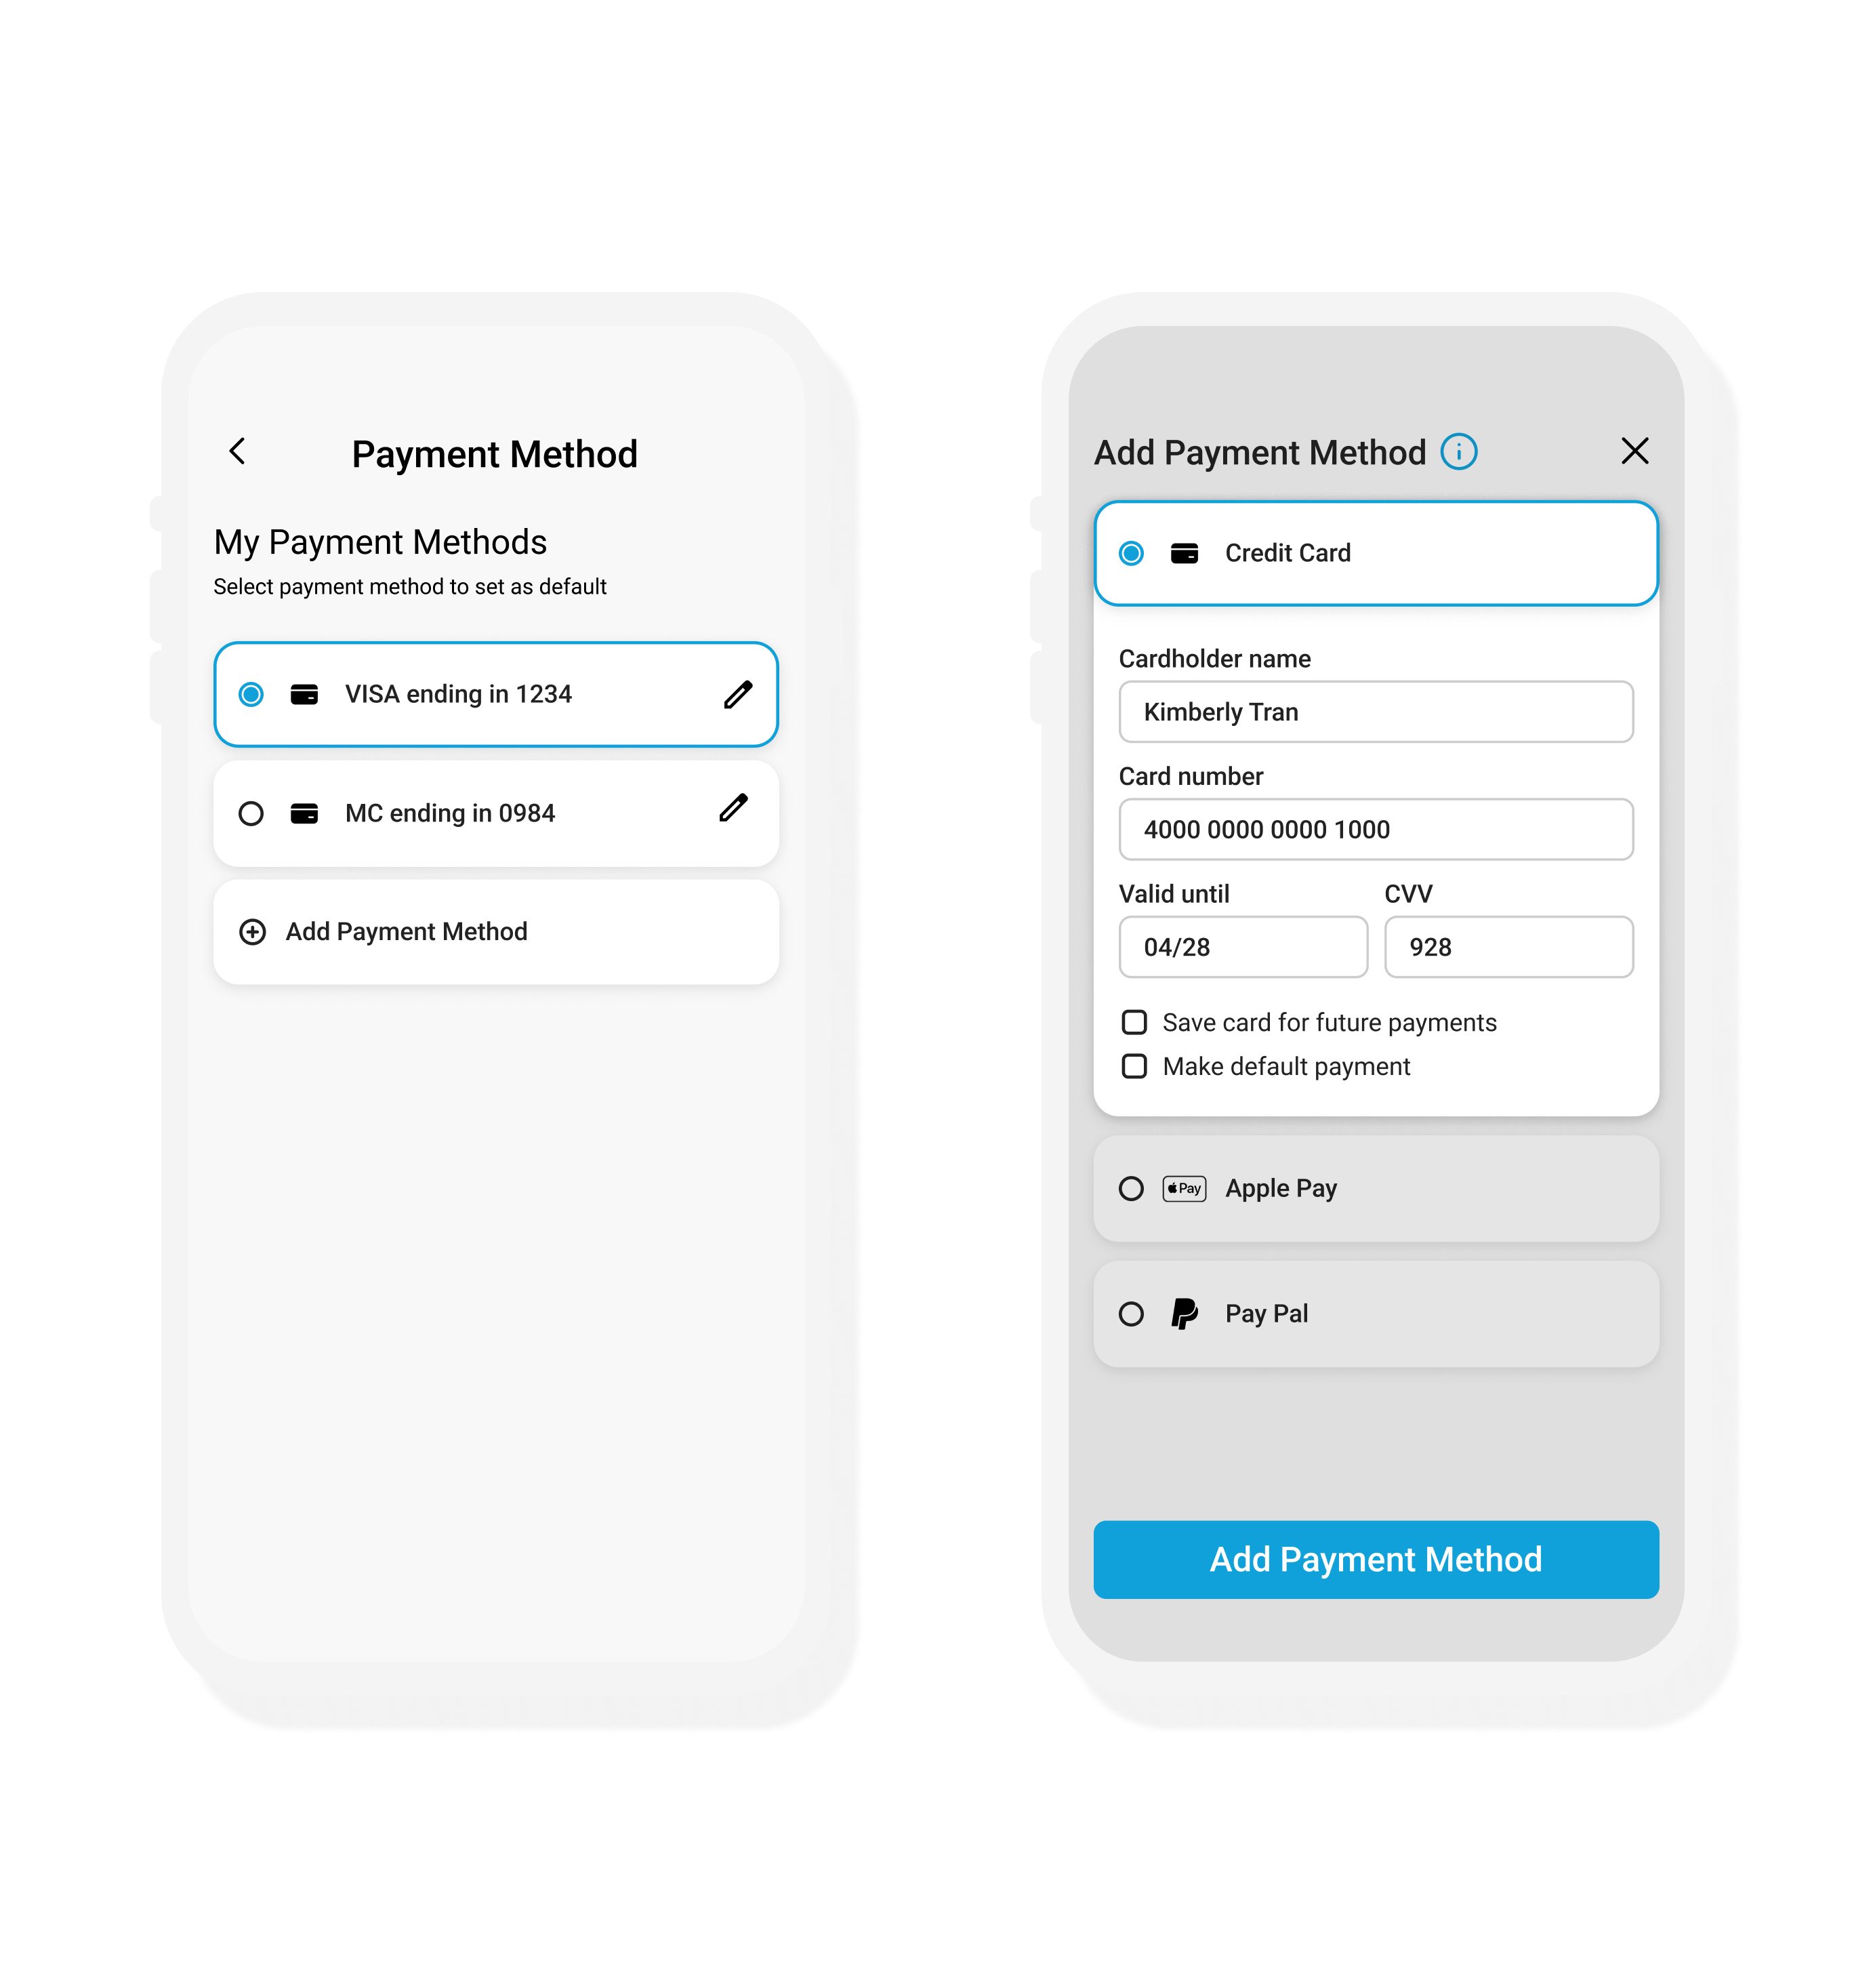 Payment Method
My Payment Methods
Select payment method to set as default
VISA ending in 1234
MC ending in 0984
Add Payment Method
Add Payment Method
Credit Card
Cardholder name
Kimberly Tran
Card number
4000 0000 0000 1000
Valid until CVV
04/28 928
Save card for future payments
Make default payment
Pay Apple Pay
Pay Pal
Add Payment Method